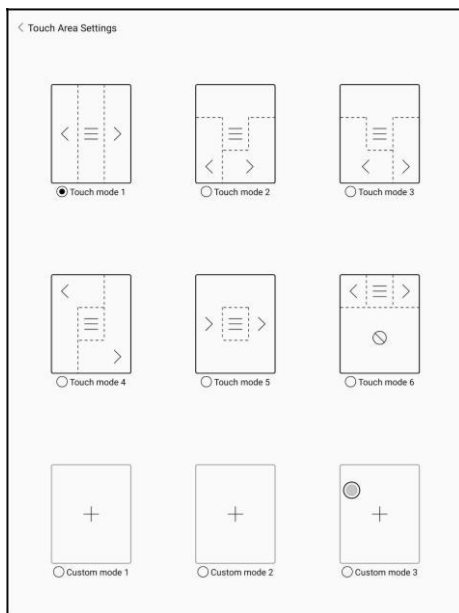 Touch Area Settings
Touch mode 1
Touch mode 2
Touch mode 3
Touch mode 4
Touch mode 5
Touch mode 6
Custom mode 1
Custom mode 2
Custom mode 3